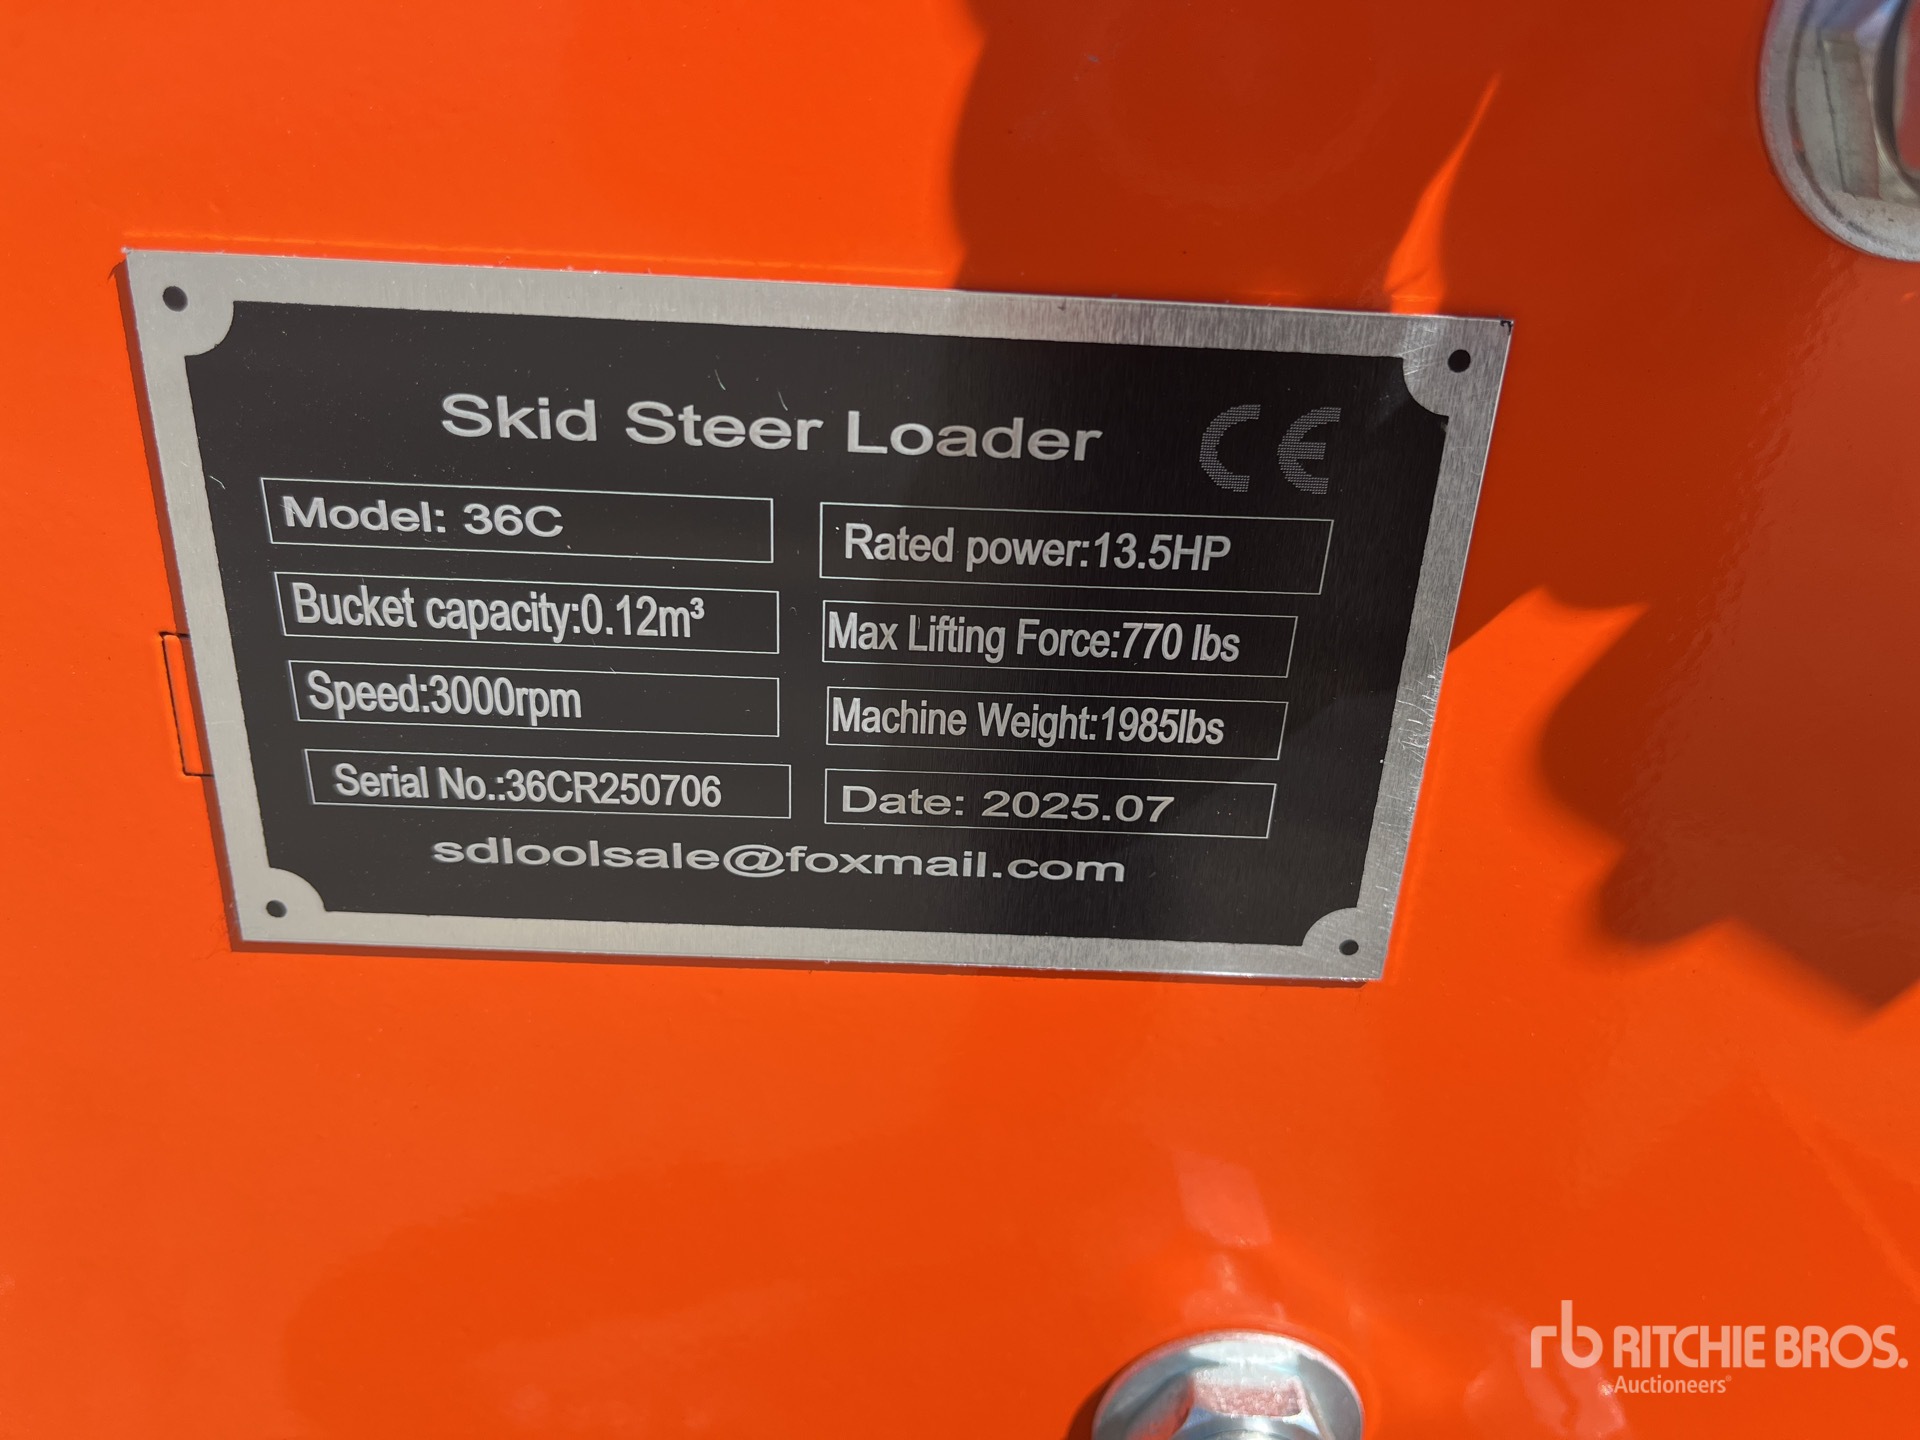 Skid Steer Loader CE
Model: 36C
Rated power:13.5HP
Bucket capacity:0.12m³
Max Lifting Force:770 lbs
Speed:3000rpm
Machine Weight:1985lbs
Serial No.:36CR250706
Date: 2025.07
sdloolsale@foxmail.com
rb RITCHIE BROS.
Auctioneers®